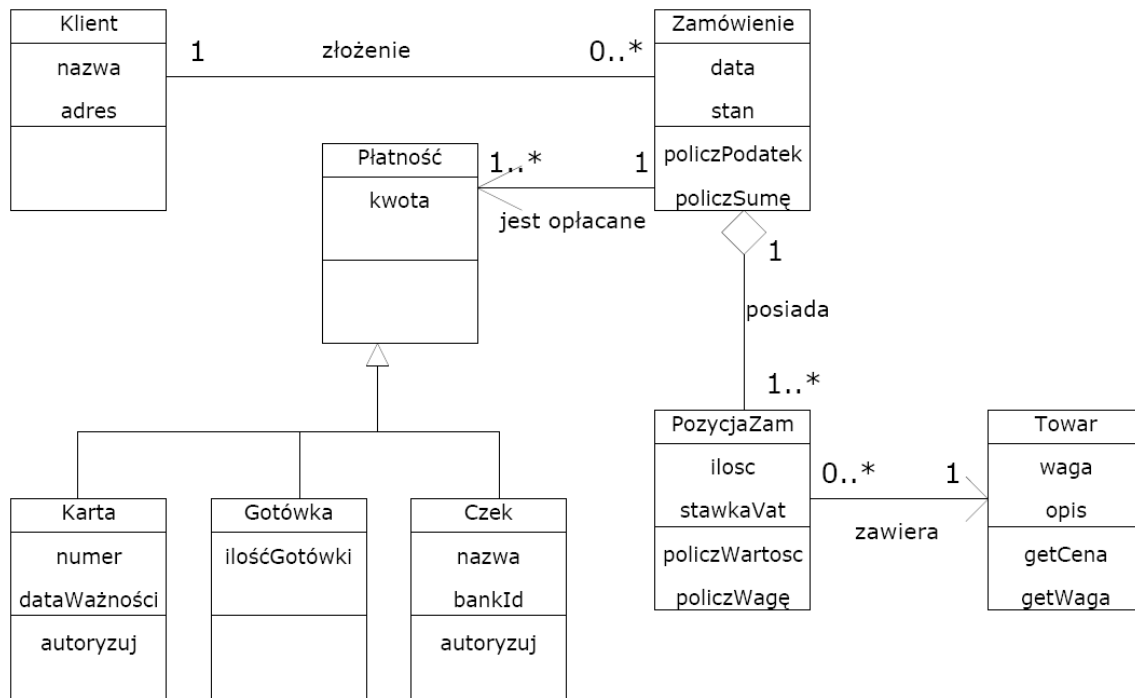 Klient
nazwa
adres
1
złożenie
0..*
Zamówienie
data
stan
policzPodatek
policzSumę
Płatność
kwota
1..*
1
jest opłacane
1
posiada
1..*
Karta
numer
dataWażności
autoryzuj
Gotówka
ilośćGotówki
Czek
nazwa
bankId
autoryzuj
PozycjaZam
ilosc
stawkaVat
policzWartosc
policzWagę
0..*
1
zawiera
Towar
waga
opis
getCena
getWaga